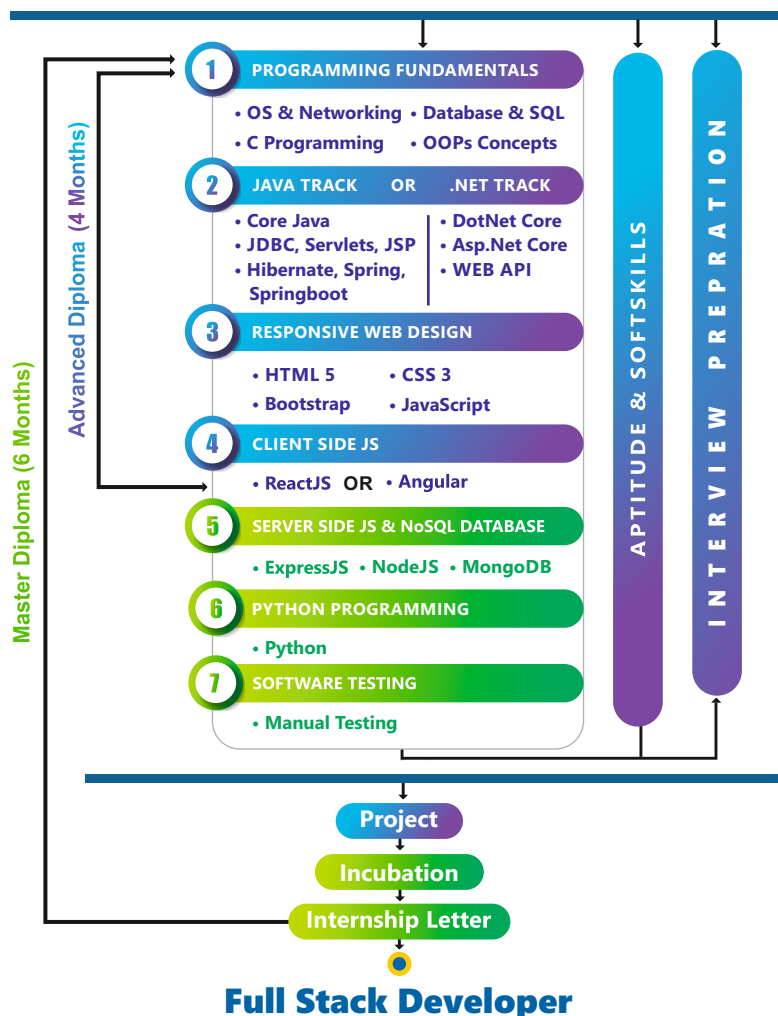 1 PROGRAMMING FUNDAMENTALS
• OS & Networking • Database & SQL
• C Programming • OOPs Concepts
2 JAVA TRACK OR .NET TRACK
• Core Java
• JDBC, Servlets, JSP
• Hibernate, Spring,
Springboot
• DotNet Core
• Asp.Net Core
• WEB API
3 RESPONSIVE WEB DESIGN
• HTML 5 • CSS 3
• Bootstrap • JavaScript
4 CLIENT SIDE JS
• ReactJS OR • Angular
5 SERVER SIDE JS & NoSQL DATABASE
• ExpressJS • NodeJS • MongoDB
6 PYTHON PROGRAMMING
• Python
7 SOFTWARE TESTING
• Manual Testing
Master Diploma (6 Months)
Advanced Diploma (4 Months)
APTITUDE & SOFTSKILLS
INTERVIEW PREPRATION
Project
Incubation
Internship Letter
Full Stack Developer